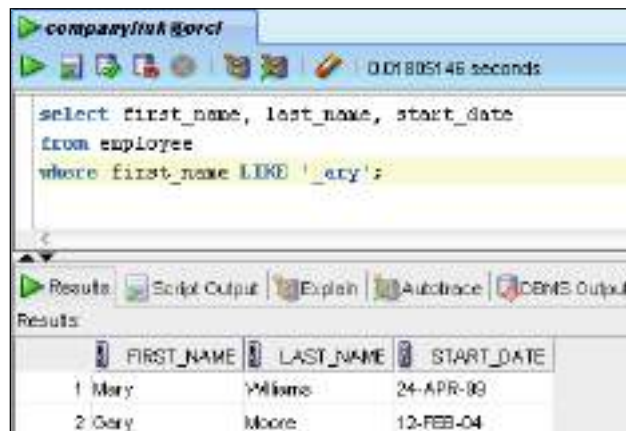 companylink@orcl
0.01805146 seconds
select first_name, last_name, start_date
from employee
where first_name LIKE '_ary';
Results Script Output Explain Autotrace DBMS Output
Results:
FIRST_NAME LAST_NAME START_DATE
1 Mary Williams 24-APR-99
2 Gary Moore 12-FEB-04